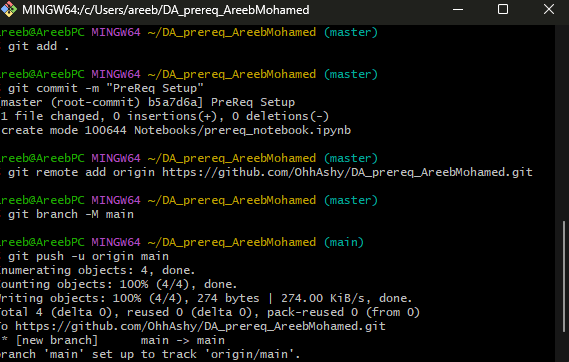 MINGW64:/c/Users/areeb/DA_prereq_AreebMohamed
reeb@AreebPC MINGW64 ~/DA_prereq_AreebMohamed (master)
git add .
reeb@AreebPC MINGW64 ~/DA_prereq_AreebMohamed (master)
git commit -m "PreReq Setup"
master (root-commit) b5a7d6a] PreReq Setup
1 file changed, 0 insertions(+), 0 deletions(-)
create mode 100644 Notebooks/prereq_notebook.ipynb
reeb@AreebPC MINGW64 ~/DA_prereq_AreebMohamed (master)
git remote add origin https://github.com/OhhAshy/DA_prereq_AreebMohamed.git
reeb@AreebPC MINGW64 ~/DA_prereq_AreebMohamed (master)
git branch -M main
reeb@AreebPC MINGW64 ~/DA_prereq_AreebMohamed (main)
git push -u origin main
numerating objects: 4, done.
ounting objects: 100% (4/4), done.
riting objects: 100% (4/4), 274 bytes | 274.00 KiB/s, done.
otal 4 (delta 0), reused 0 (delta 0), pack-reused 0 (from 0)
o https://github.com/OhhAshy/DA_prereq_AreebMohamed.git
* [new branch]      main -> main
ranch 'main' set up to track 'origin/main'.